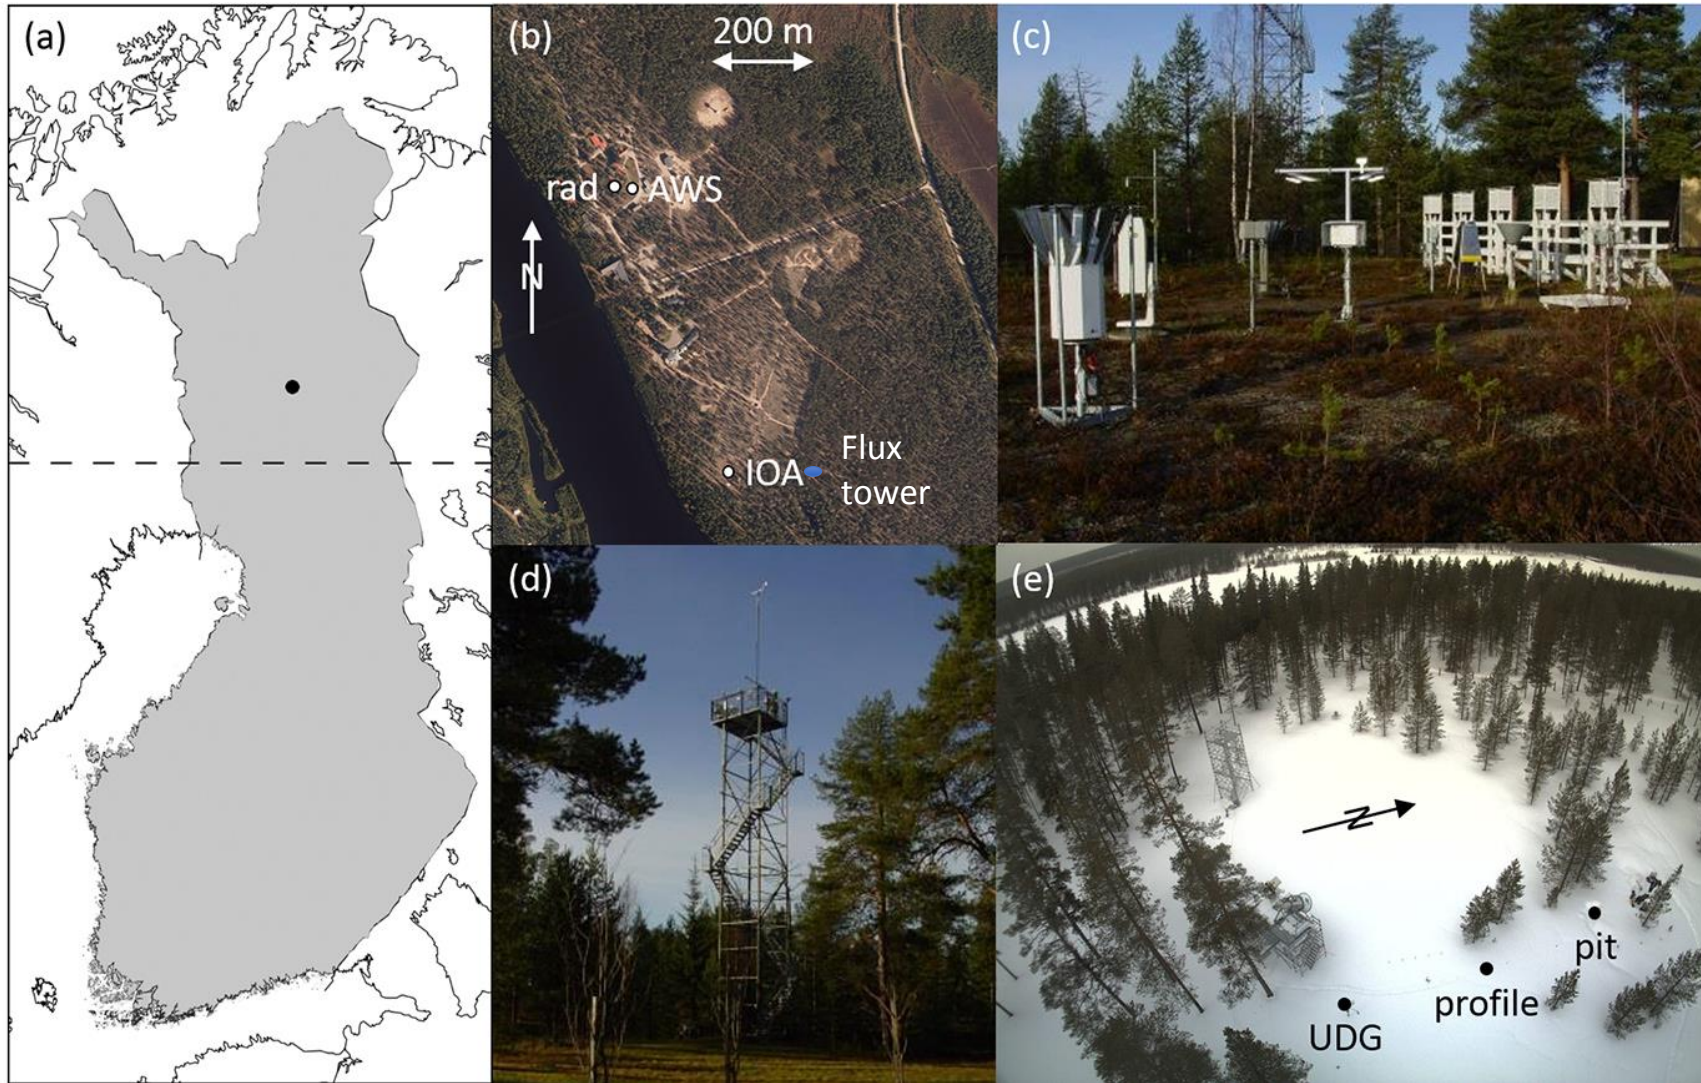 (a)
(b)
200 m
rad
AWS
N
IOA
Flux
tower
(c)
(d)
(e)
N
pit
profile
UDG